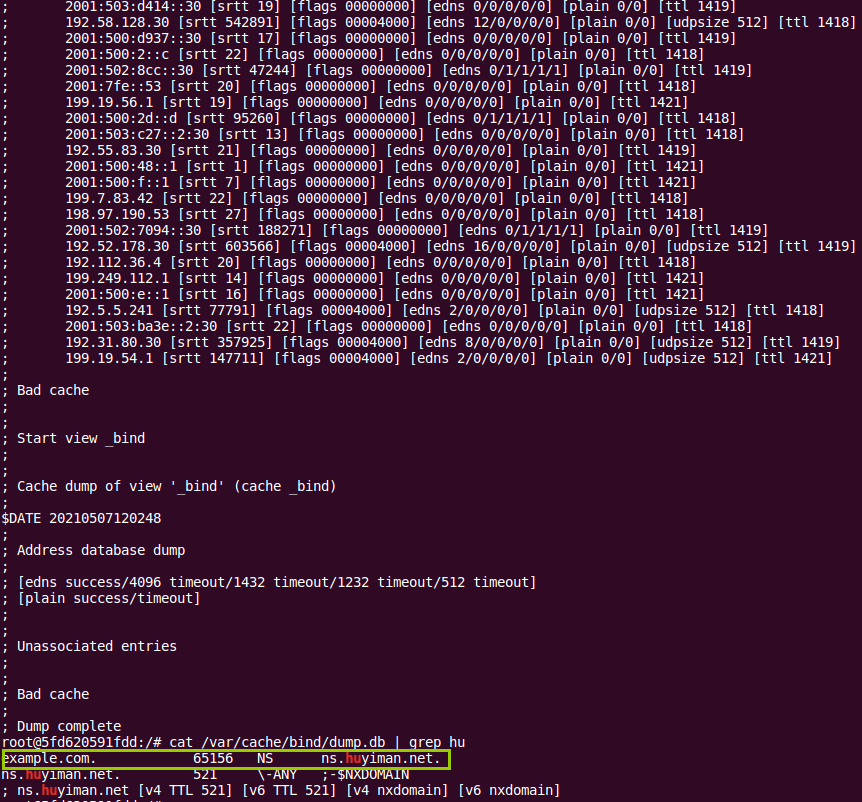 ;       2001:503:d414::30 [srtt 19] [flags 00000000] [edns 0/0/0/0/0] [plain 0/0] [ttl 1419]
;       192.58.128.30 [srtt 542891] [flags 00004000] [edns 12/0/0/0/0] [plain 0/0] [udpsize 512] [ttl 1418]
;       2001:500:d937::30 [srtt 17] [flags 00000000] [edns 0/0/0/0/0] [plain 0/0] [ttl 1419]
;       2001:500:2::c [srtt 22] [flags 00000000] [edns 0/0/0/0/0] [plain 0/0] [ttl 1418]
;       2001:502:8cc::30 [srtt 47244] [flags 00000000] [edns 0/1/1/1/1] [plain 0/0] [ttl 1419]
;       2001:7fe::53 [srtt 20] [flags 00000000] [edns 0/0/0/0/0] [plain 0/0] [ttl 1418]
;       199.19.56.1 [srtt 19] [flags 00000000] [edns 0/0/0/0/0] [plain 0/0] [ttl 1421]
;       2001:500:2d::d [srtt 95260] [flags 00000000] [edns 0/1/1/1/1] [plain 0/0] [ttl 1418]
;       2001:503:c27::2:30 [srtt 13] [flags 00000000] [edns 0/0/0/0/0] [plain 0/0] [ttl 1418]
;       192.55.83.30 [srtt 21] [flags 00000000] [edns 0/0/0/0/0] [plain 0/0] [ttl 1419]
;       2001:500:48::1 [srtt 1] [flags 00000000] [edns 0/0/0/0/0] [plain 0/0] [ttl 1421]
;       2001:500:f::1 [srtt 7] [flags 00000000] [edns 0/0/0/0/0] [plain 0/0] [ttl 1421]
;       199.7.83.42 [srtt 22] [flags 00000000] [edns 0/0/0/0/0] [plain 0/0] [ttl 1418]
;       198.97.190.53 [srtt 27] [flags 00000000] [edns 0/0/0/0/0] [plain 0/0] [ttl 1418]
;       2001:502:7094::30 [srtt 188271] [flags 00000000] [edns 0/1/1/1/1] [plain 0/0] [ttl 1419]
;       192.52.178.30 [srtt 603566] [flags 00004000] [edns 16/0/0/0/0] [plain 0/0] [udpsize 512] [ttl 1419]
;       192.112.36.4 [srtt 20] [flags 00000000] [edns 0/0/0/0/0] [plain 0/0] [ttl 1418]
;       199.249.112.1 [srtt 14] [flags 00000000] [edns 0/0/0/0/0] [plain 0/0] [ttl 1421]
;       2001:500:e::1 [srtt 16] [flags 00000000] [edns 0/0/0/0/0] [plain 0/0] [ttl 1421]
;       192.5.5.241 [srtt 77791] [flags 00004000] [edns 2/0/0/0/0] [plain 0/0] [udpsize 512] [ttl 1418]
;       2001:503:ba3e::2:30 [srtt 22] [flags 00000000] [edns 0/0/0/0/0] [plain 0/0] [ttl 1418]
;       192.31.80.30 [srtt 357925] [flags 00004000] [edns 8/0/0/0/0] [plain 0/0] [udpsize 512] [ttl 1419]
;       199.19.54.1 [srtt 147711] [flags 00004000] [edns 2/0/0/0/0] [plain 0/0] [udpsize 512] [ttl 1421]
;
; Bad cache
;
;
; Start view _bind
;
;
; Cache dump of view '_bind' (cache _bind)
;
$DATE 20210507120248
;
; Address database dump
;
; [edns success/4096 timeout/1432 timeout/1232 timeout/512 timeout]
; [plain success/timeout]
;
;
; Unassociated entries
;
;
; Bad cache
;
; Dump complete
root@5fd620591fdd:/# cat /var/cache/bind/dump.db | grep hu
example.com.            65156   NS      ns.huyiman.net.
ns.huyiman.net.         521     \-ANY   ;-$NXDOMAIN
; ns.huyiman.net [v4 TTL 521] [v6 TTL 521] [v4 nxdomain] [v6 nxdomain]